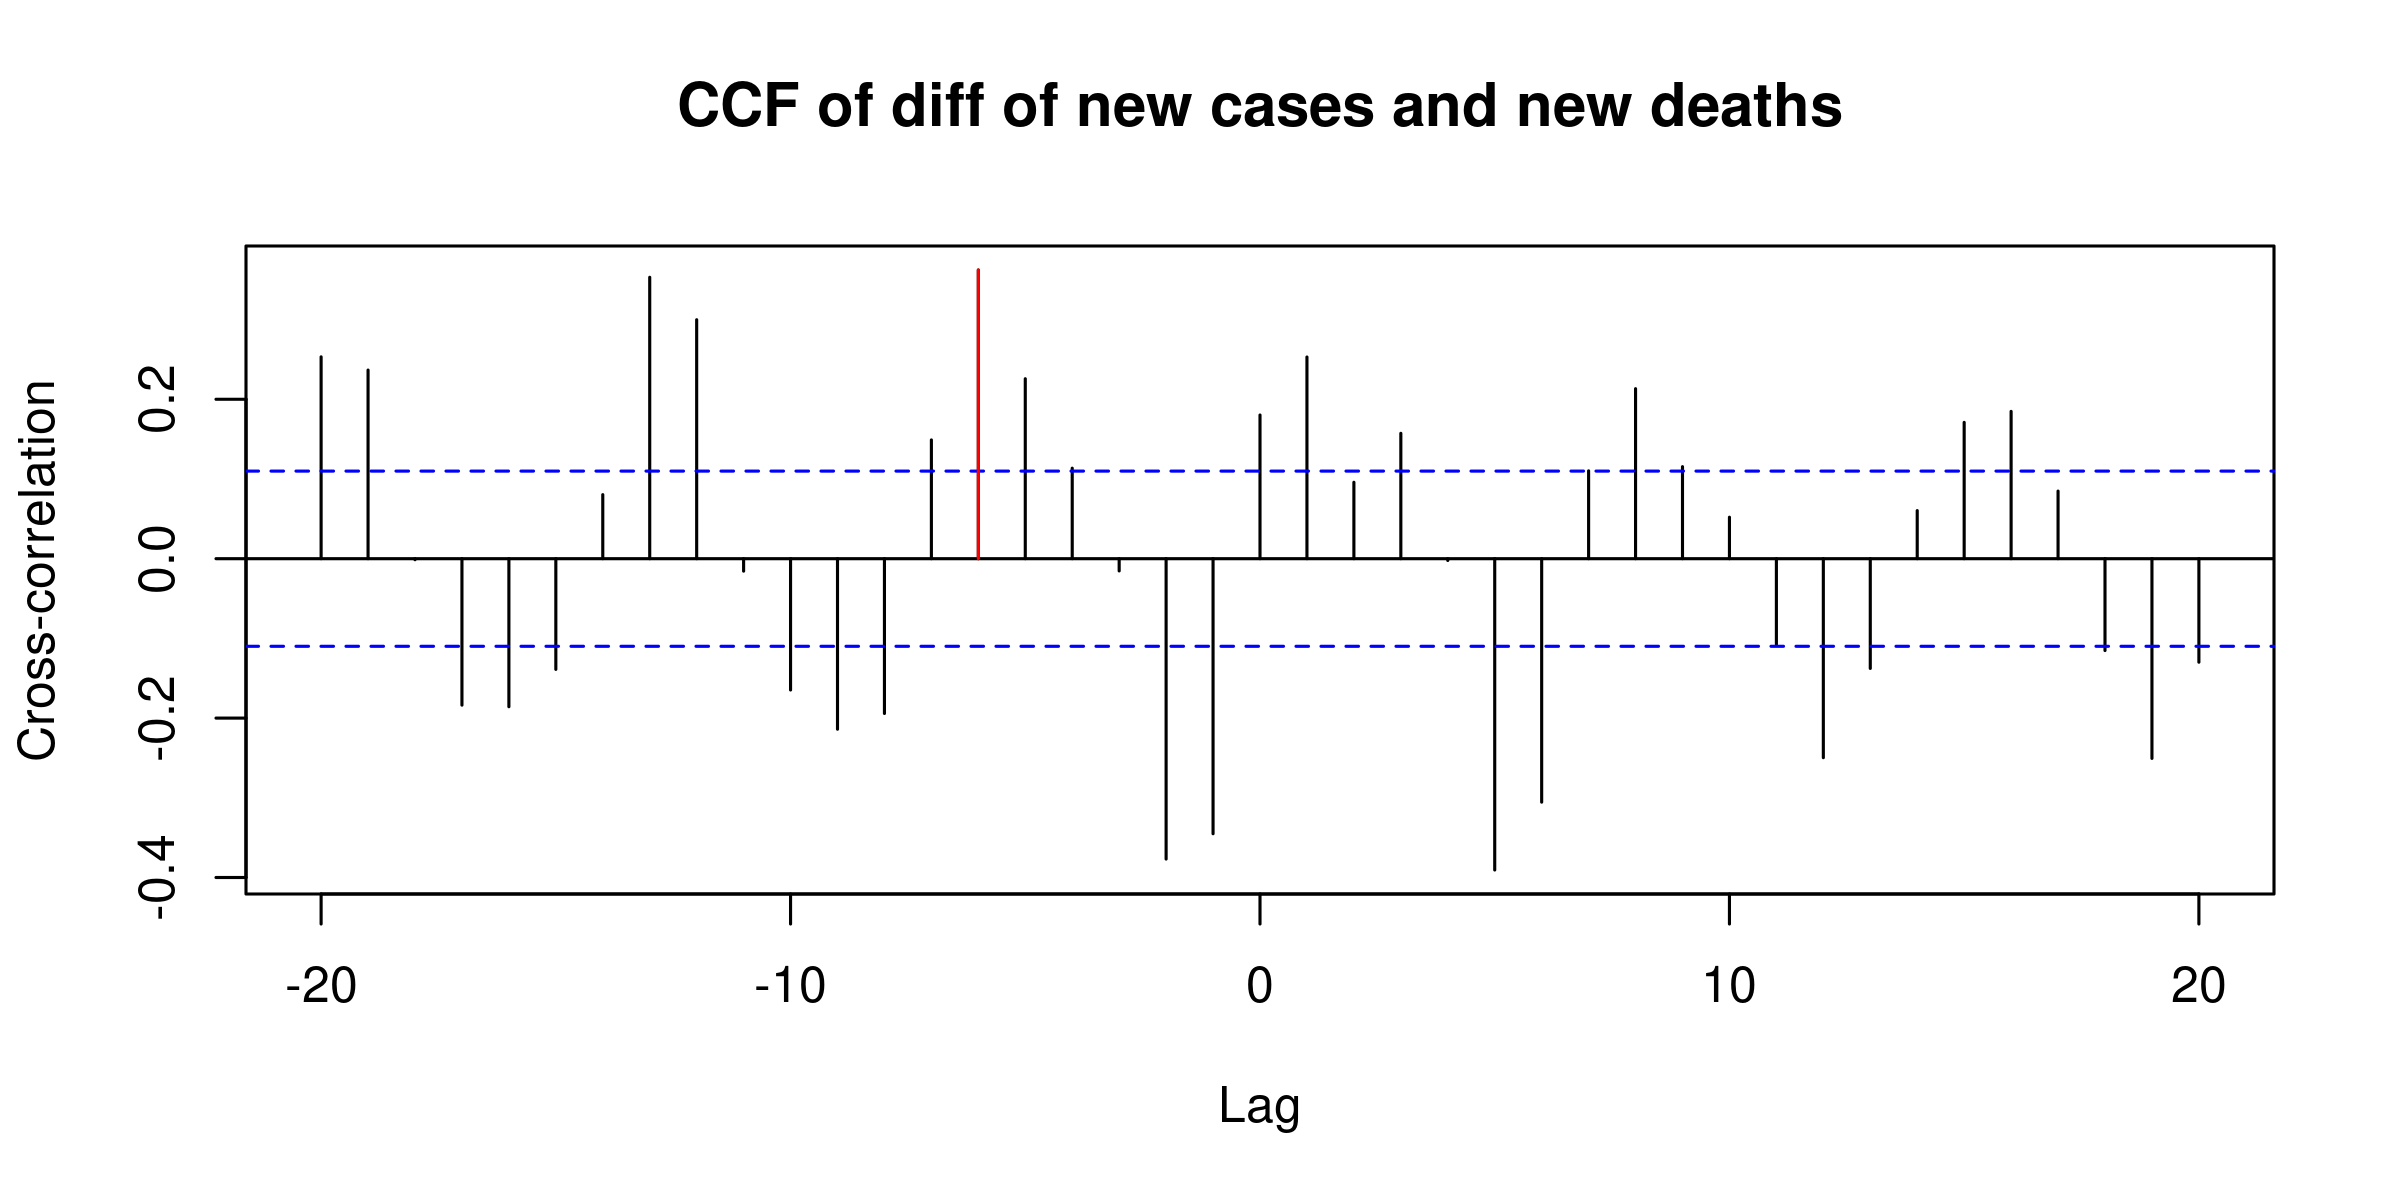 CCF of diff of new cases and new deaths
Cross-correlation
0.2
0.0
-0.2
-0.4
-20 -10 0 10 20
Lag